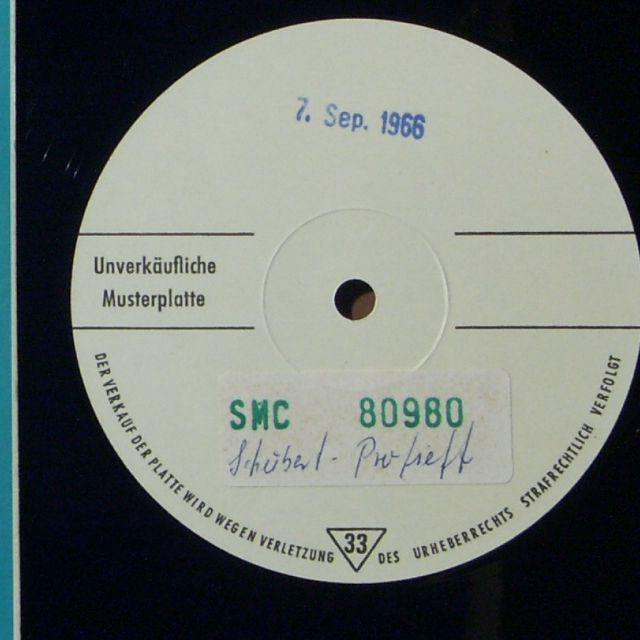 7. Sep. 1966
Unverkäufliche
Musterplatte
SMC 80980
Schubert - Prokofieff
DER VERKAUF DER PLATTE WIRD WEGEN VERLETZUNG DES URHEBERRECHTS STRAFRECHTLICH VERFOLGT
33